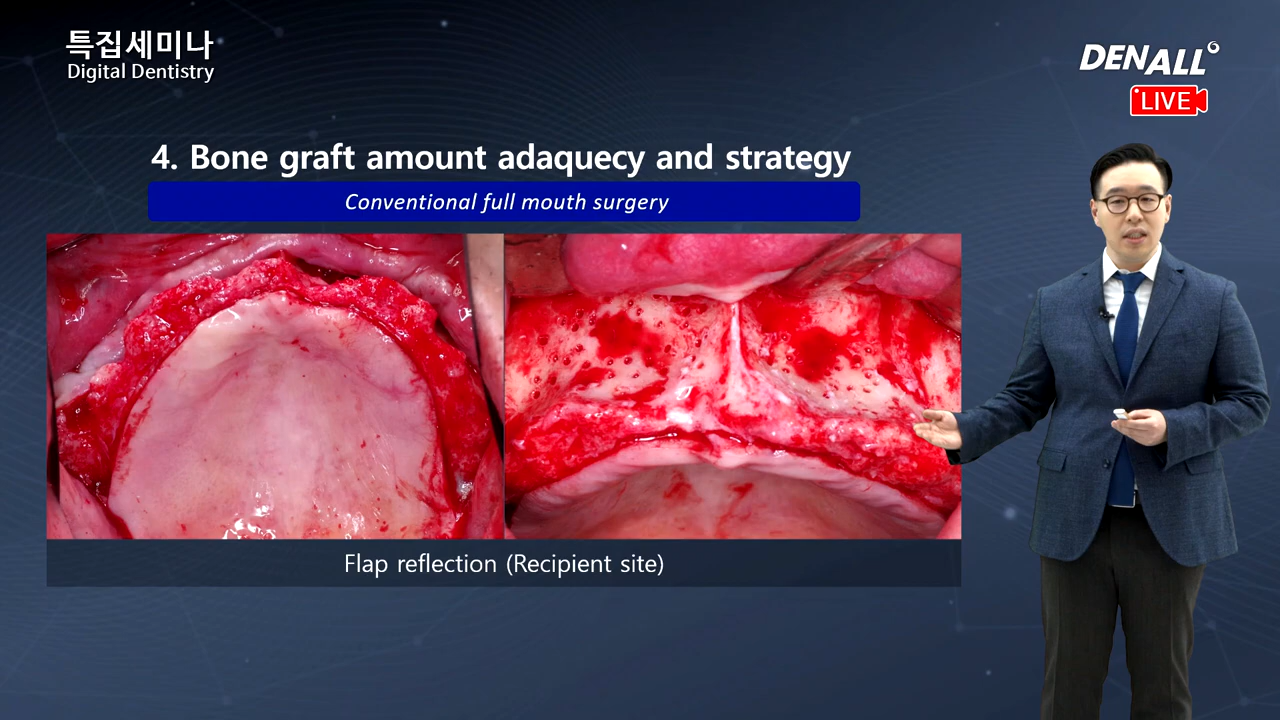 특집세미나
Digital Dentistry
DENALL
LIVE
4. Bone graft amount adaquecy and strategy
Conventional full mouth surgery
Flap reflection (Recipient site)